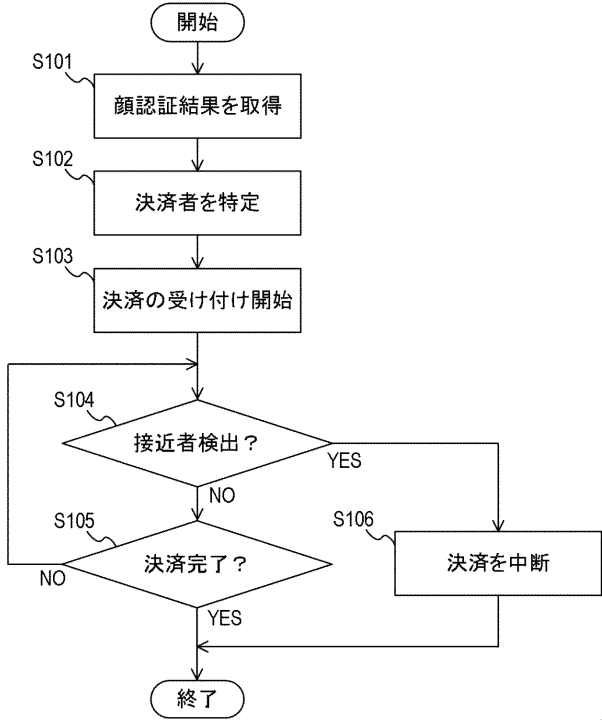 開始
S101
顔認証結果を取得
S102
決済者を特定
S103
決済の受け付け開始
S104
接近者検出？
YES
NO
S105
決済完了？
NO
YES
S106
決済を中断
終了